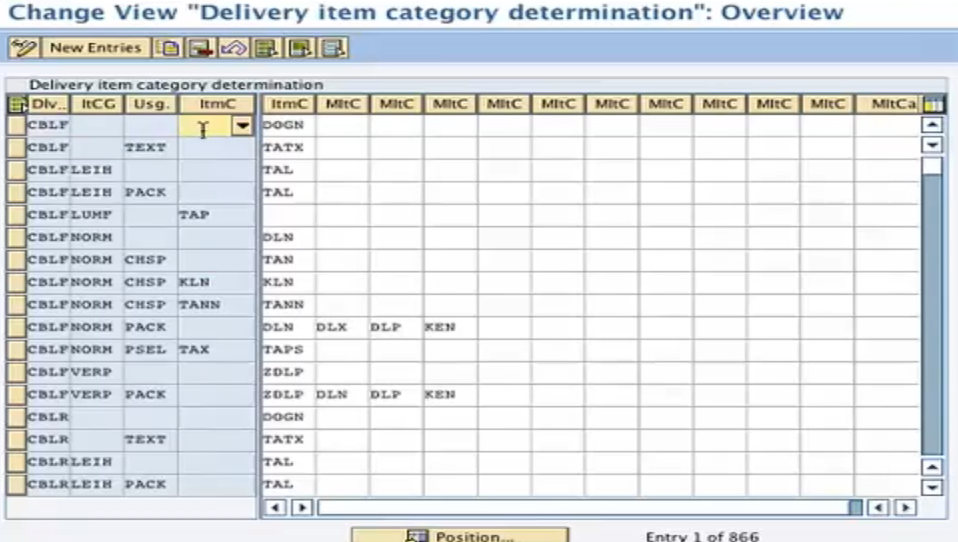 Change View "Delivery item category determination": Overview
New Entries
Delivery item category determination
Dlv.. ItCG Usg. ItmC ItmC MItC MItC MItC MItC MItC MItC MItC MItC MItC MItC MItCa
CBLF DOGN
CBLF TEXT TATX
CBLF LEIH TAL
CBLF LEIH PACK TAL
CBLF LUMF TAP
CBLF NORM DLN
CBLF NORM CHSP TAN
CBLF NORM CHSP KLN KLN
CBLF NORM CHSP TANN TANN
CBLF NORM PACK DLN DLX DLP KEN
CBLF NORM PSEL TAX TAPS
CBLF VERP ZDLP
CBLF VERP PACK ZDLP DLN DLP KEN
CBLR DOGN
CBLR TEXT TATX
CBLR LEIH TAL
CBLR LEIH PACK TAL
Position... Entry 1 of 866